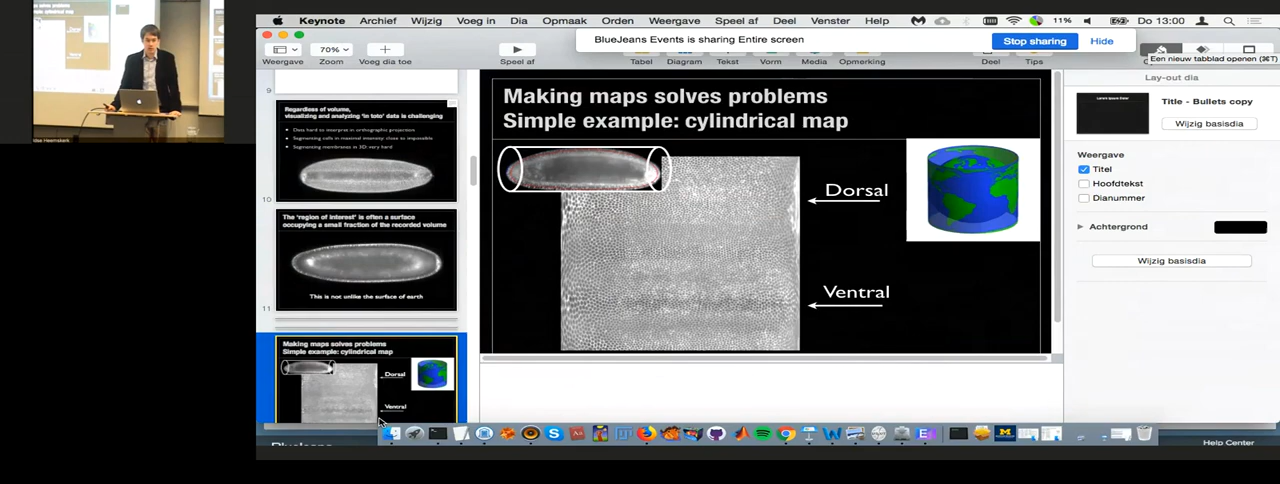 Keynote Archief Wijzig Voeg in Dia Opmaak Orden Weergave Speel af Deel Venster Help
11% Do 13:00
BlueJeans Events is sharing Entire screen
Stop sharing Hide
70%
Weergave Zoom Voeg dia toe Speel af Tabel Diagram Tekst Vorm Media Opmerking Deel Tips
Een nieuw tabblad openen (⌘T)
9
Regardless of volume,
visualizing and analyzing 'in toto' data is challenging
Data hard to interpret in orthographic projection
Segmenting cells in maximal intensity: close to impossible
Segmenting membranes in 3D: very hard
10
The 'region of interest' is often a surface
occupying a small fraction of the recorded volume
This is not unlike the surface of earth
11
Making maps solves problems
Simple example: cylindrical map
Dorsal
Ventral
Making maps solves problems
Simple example: cylindrical map
Dorsal
Ventral
Lay-out dia
Title - Bullets copy
Wijzig basisdia
Weergave
Titel
Hoofdtekst
Dianummer
Achtergrond
Wijzig basisdia
Help Center